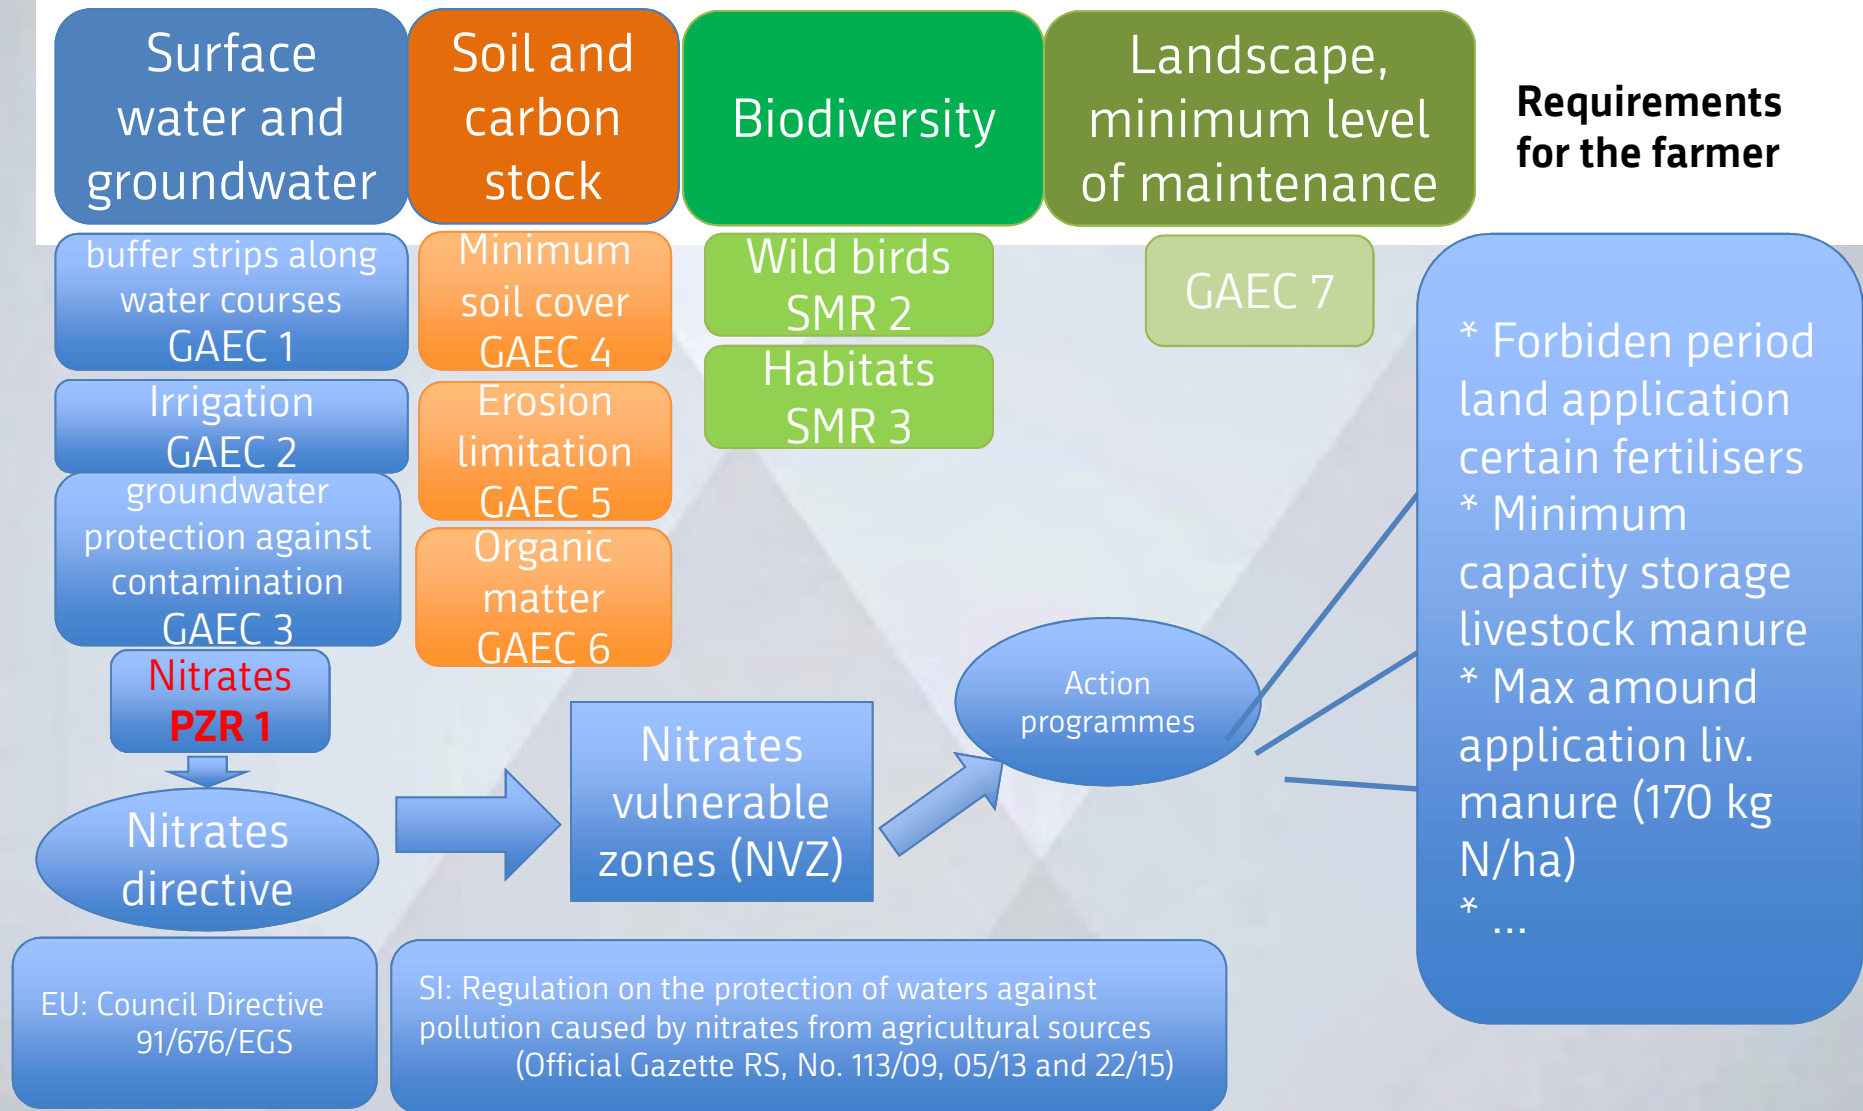 Surface
water and
groundwater
Soil and
carbon
stock
Biodiversity
Landscape,
minimum level
of maintenance
Requirements
for the farmer
buffer strips along
water courses
GAEC 1
Irrigation
GAEC 2
groundwater
protection against
contamination
GAEC 3
Nitrates
PZR 1
Minimum
soil cover
GAEC 4
Erosion
limitation
GAEC 5
Organic
matter
GAEC 6
Wild birds
SMR 2
Habitats
SMR 3
GAEC 7
Nitrates
directive
Nitrates
vulnerable
zones (NVZ)
Action
programmes
* Forbiden period
land application
certain fertilisers
* Minimum
capacity storage
livestock manure
* Max amound
application liv.
manure (170 kg
N/ha)
* ...
EU: Council Directive
91/676/EGS
SI: Regulation on the protection of waters against
pollution caused by nitrates from agricultural sources
(Official Gazette RS, No. 113/09, 05/13 and 22/15)